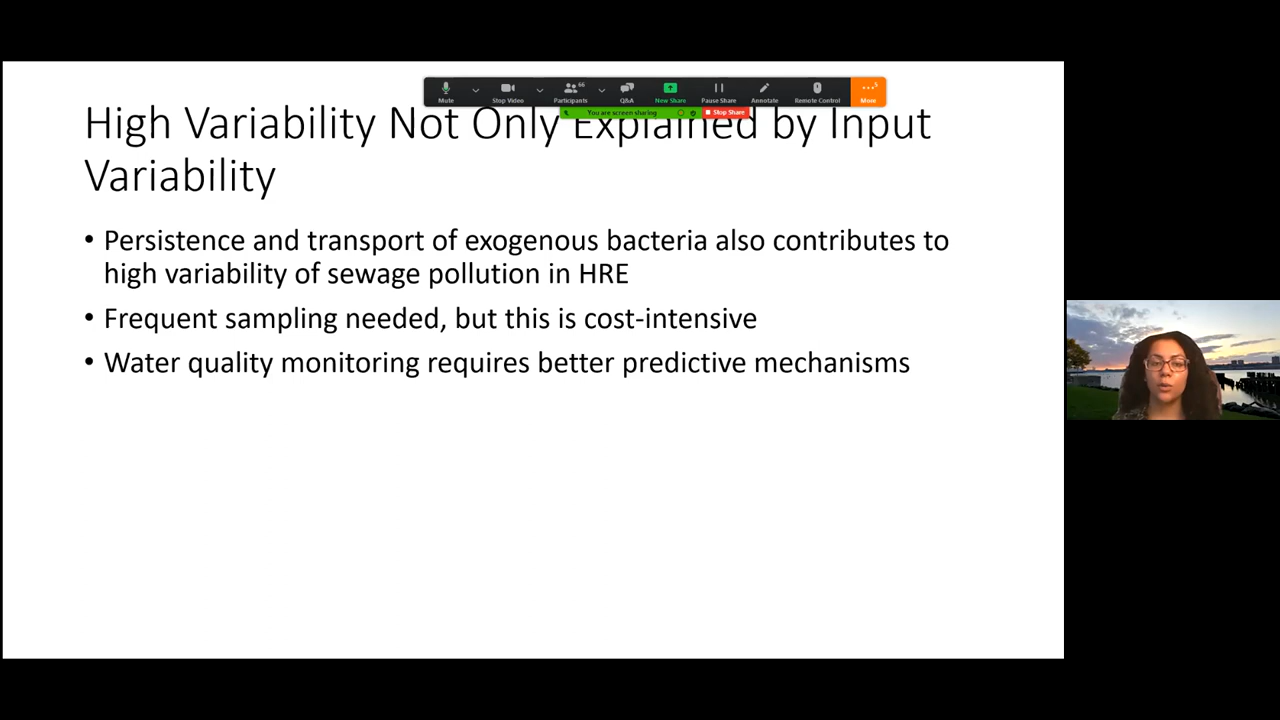 Mute
Stop Video
66
Participants
Q&A
New Share
Pause Share
Annotate
Remote Control
5
More
You are screen sharing
Stop Share
High Variability Not Only Explained by Input
Variability
• Persistence and transport of exogenous bacteria also contributes to
high variability of sewage pollution in HRE
• Frequent sampling needed, but this is cost-intensive
• Water quality monitoring requires better predictive mechanisms